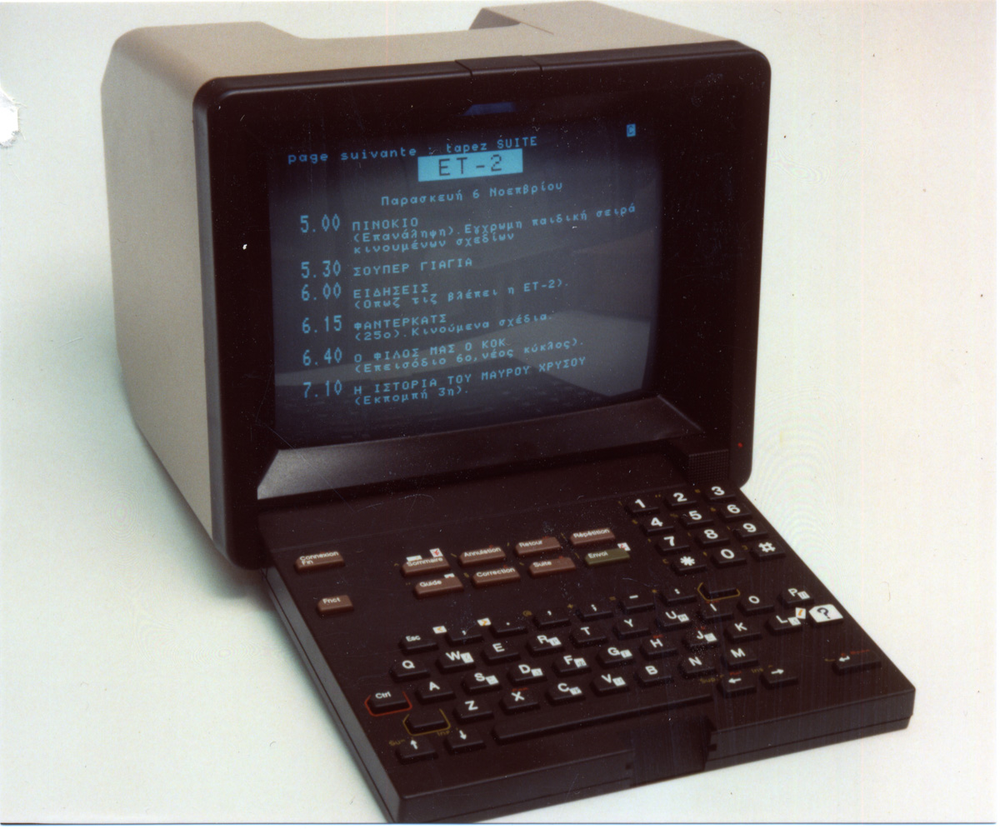 page suivante : tapez SUITE
C
ET-2
Παρασκευή 6 Νοεπβρίου
5.00 ΠΙΝΟΚΙΟ
(Επανάληψη). Εγχρωμη παιδική σειρά
κινουμένων σχεδίων
5.30 ΣΟΥΠΕΡ ΓΙΑΓΙΑ
6.00 ΕΙΔΗΣΕΙΣ
(Οπωζ τιζ βλέπει η ΕΤ-2).
6.15 ΦΑΝΤΕΡΚΑΤΣ
(25ο). Κινούμενα σχέδια.
6.40 Ο ΦΙΛΟΣ ΜΑΣ Ο ΚΟΚ.
(Επεισόδιο 6ο, νέος κύκλος).
7.10 Η ΙΣΤΟΡΙΑ ΤΟΥ ΜΑΥΡΟΥ ΧΡΥΣΟΥ
(Εκπομπή 3η).
1 2 3
4 5 6
7 8 9
* 0 #
Connexion
Fin
Sommaire Annulation Retour Répétition
Guide Correction Suite Envoi
Fnct
Esc , . ' ; - :
Q W E R T Y U I O P
A S D F G H J K L ?
Ctrl Z X C V B N M ← → ↵
↑ ↓